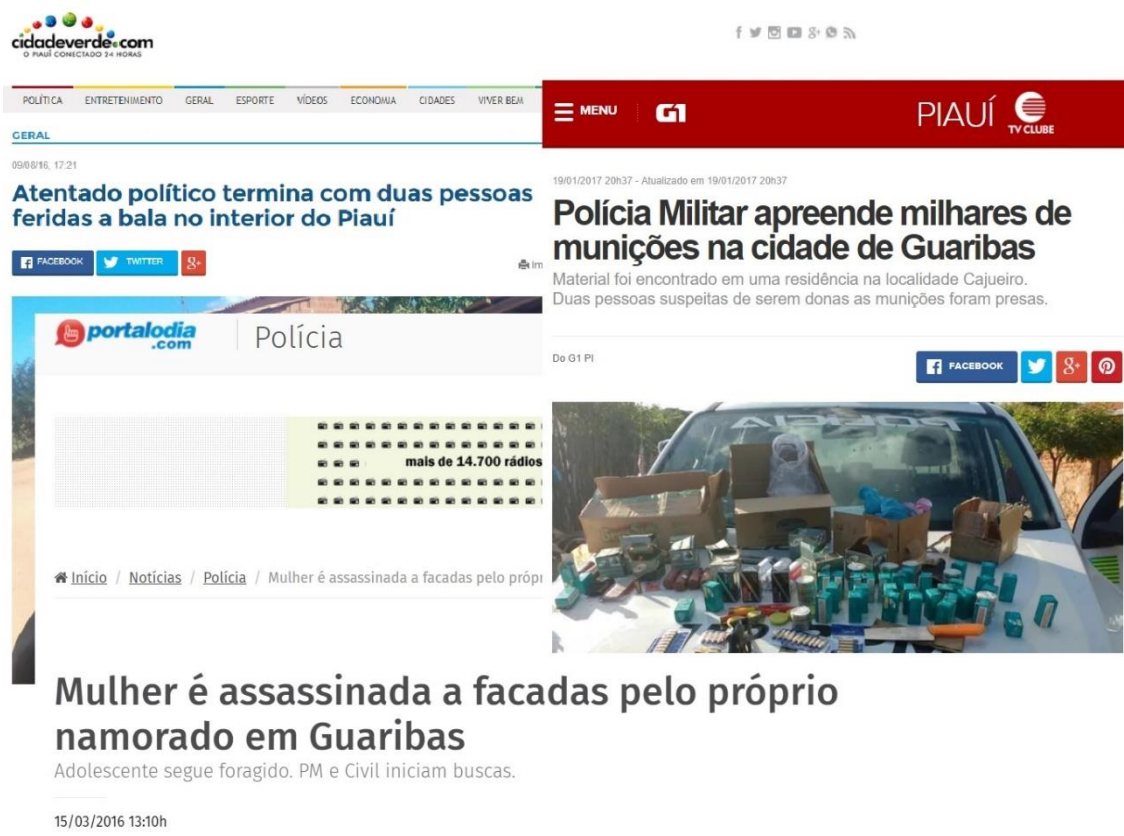 cidadeverde.com
O PIAUÍ CONECTADO 24 HORAS
POLÍTICA ENTRETENIMENTO GERAL ESPORTE VÍDEOS ECONOMIA CIDADES VIVER BEM
GERAL
09/08/16, 17:21
Atentado político termina com duas pessoas
feridas a bala no interior do Piauí
FACEBOOK TWITTER g+
Im
MENU G1 PIAUÍ TV CLUBE
19/01/2017 20h37 - Atualizado em 19/01/2017 20h37
Polícia Militar apreende milhares de
munições na cidade de Guaribas
Material foi encontrado em uma residência na localidade Cajueiro.
Duas pessoas suspeitas de serem donas as munições foram presas.
Do G1 PI
FACEBOOK g+
POLÍCIA
portalodia
.com
Polícia
mais de 14.700 rádios
Início / Notícias / Polícia / Mulher é assassinada a facadas pelo própr
Mulher é assassinada a facadas pelo próprio
namorado em Guaribas
Adolescente segue foragido. PM e Civil iniciam buscas.
15/03/2016 13:10h